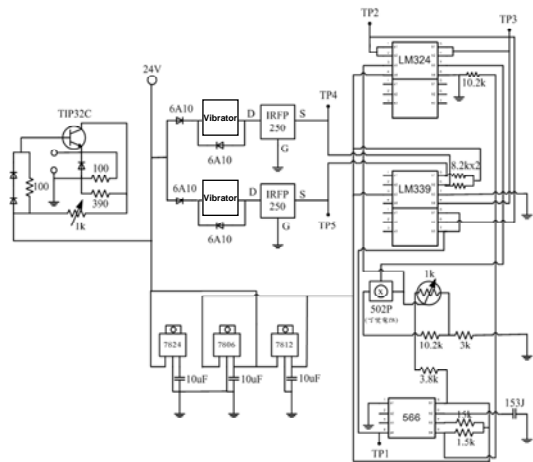 TP2
TP3
24V
LM324
10.2k
TIP32C
6A10
Vibrator
D
IRFP
250
S
TP4
6A10
G
100
100
390
1k
8.2kx2
LM339
6A10
Vibrator
D
IRFP
250
S
6A10
G
TP5
1k
X
502P
10.2k
3k
7824
7806
7812
10uF
10uF
10uF
3.8k
566
153J
15k
1.5k
TP1